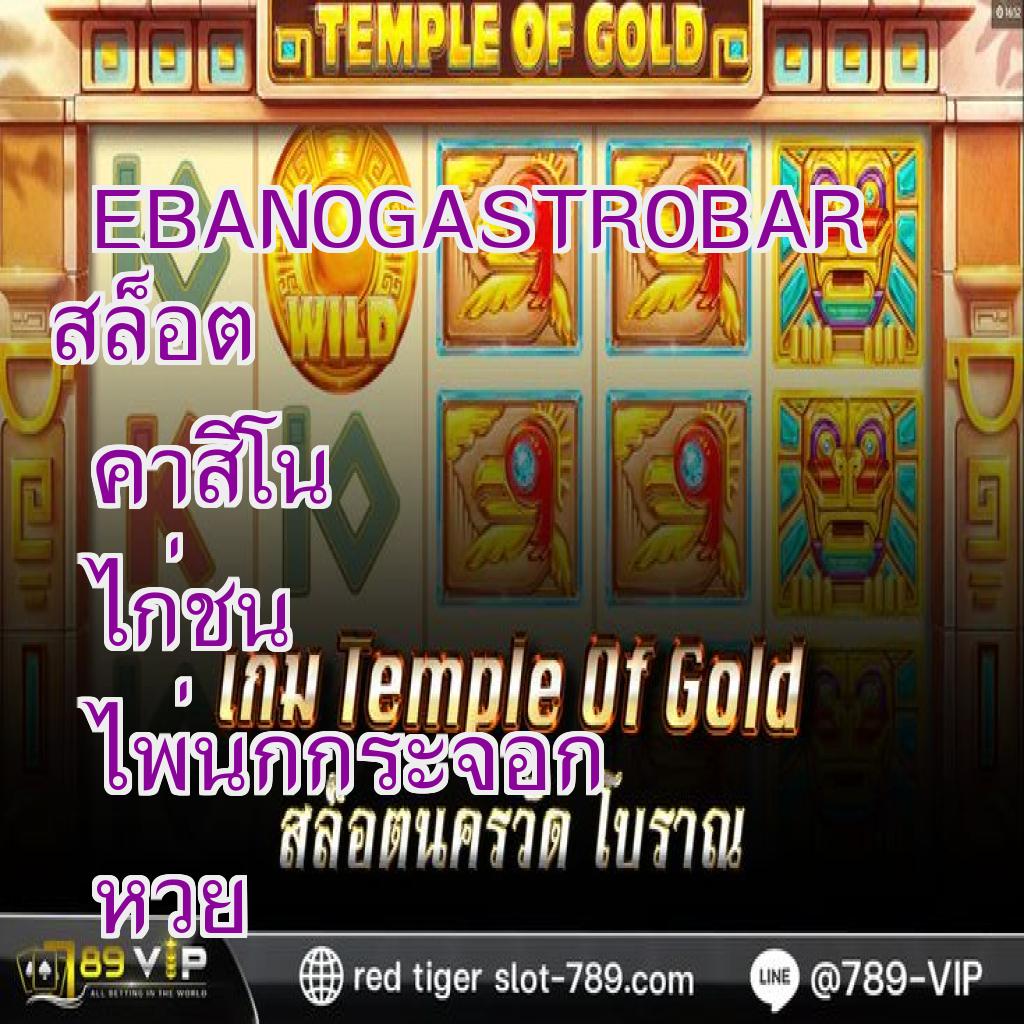 TEMPLE OF GOLD
EBANOGASTROBAR
WILD
สล็อต
คาสิโน
ไก่ชน
เกม Temple Of Gold
ไพ่นกกระจอก
สล็อตนครวัด โบราณ
หวย
789 VIP
ALL BETTING IN THE WORLD
red tiger slot-789.com
LINE @789-VIP